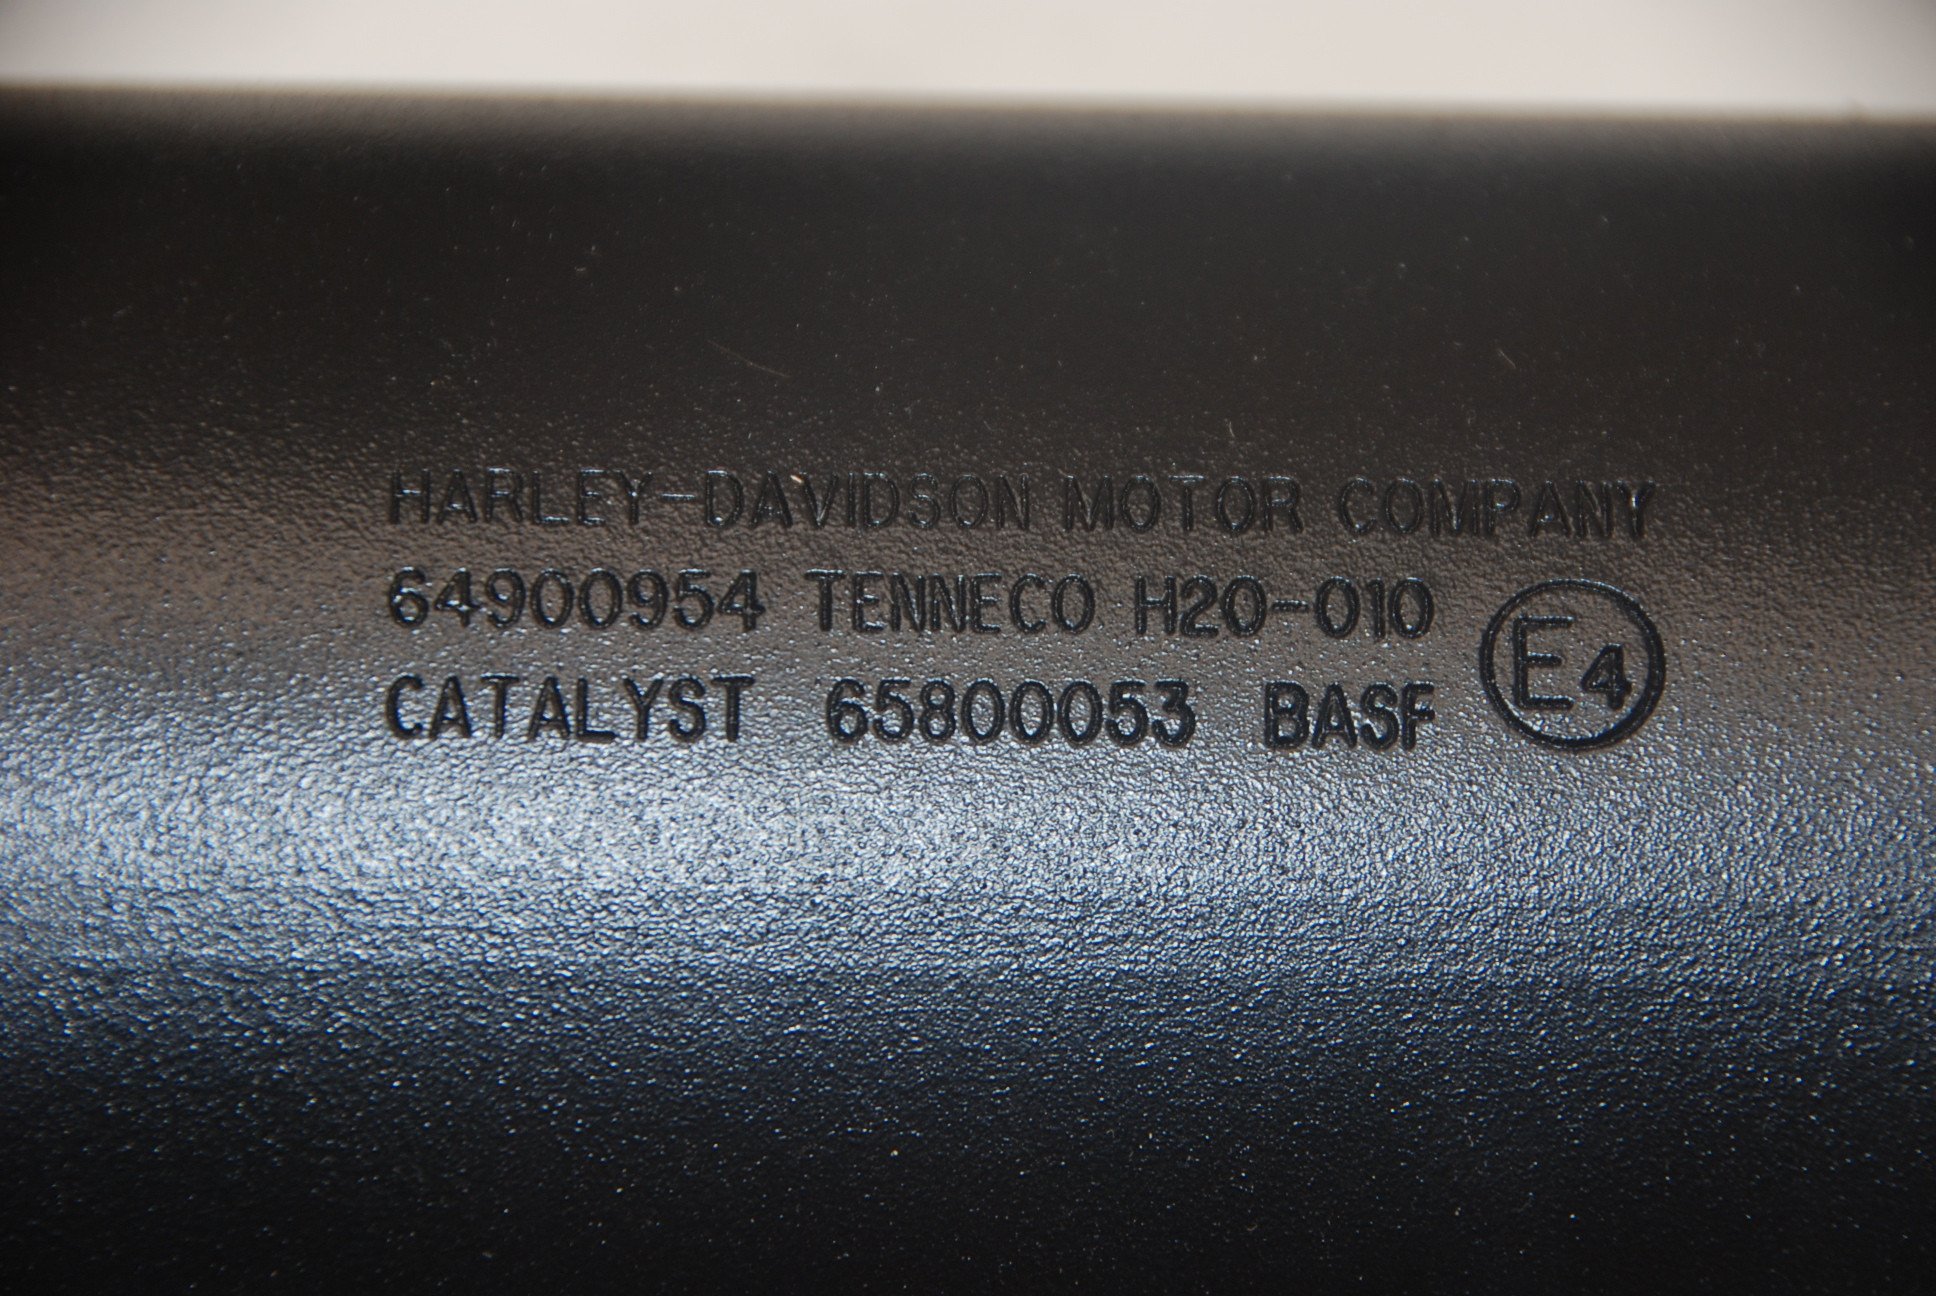 HARLEY-DAVIDSON MOTOR COMPANY
64900954 TENNECO H20-010
CATALYST 65800053 BASF
E4